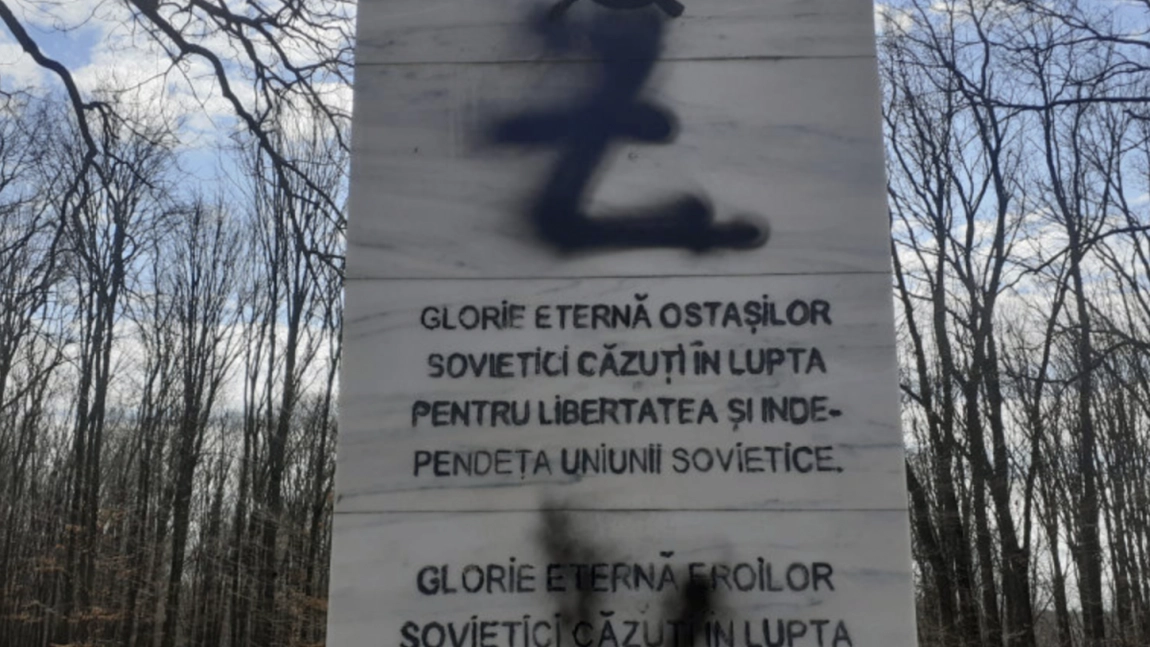 GLORIE ETERNĂ OSTAȘILOR
SOVIETICI CĂZUȚI ÎN LUPTA
PENTRU LIBERTATEA ȘI INDE-
PENDEȚA UNIUNII SOVIETICE.
GLORIE ETERNĂ EROILOR
SOVIETICI CĂZUȚI ÎN LUPTA